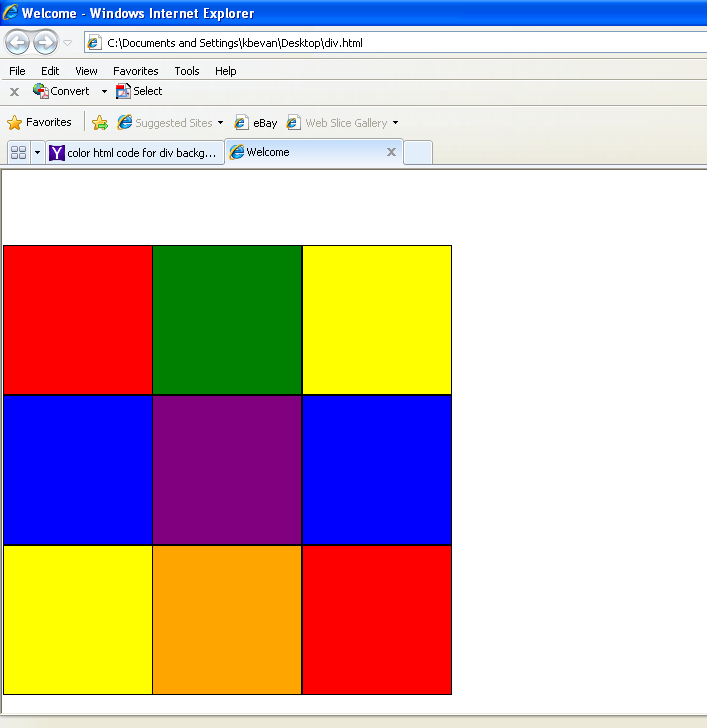 Welcome - Windows Internet Explorer
C:\Documents and Settings\kbevan\Desktop\div.html
File Edit View Favorites Tools Help
x Convert Select
Favorites Suggested Sites eBay Web Slice Gallery
Y color html code for div backg... Welcome x